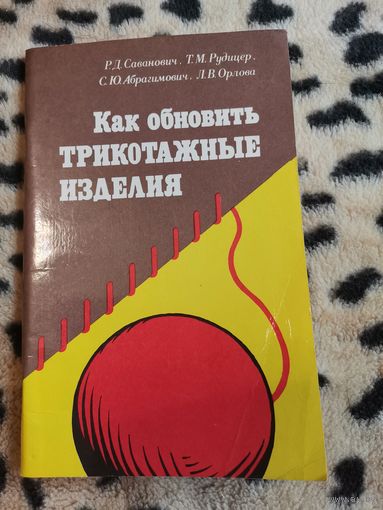 Р.Д. Саванович. Т.М. Рудицер.
С.Ю. Абрагимович. Л.В. Орлова
Как обновить
ТРИКОТАЖНЫЕ
ИЗДЕЛИЯ